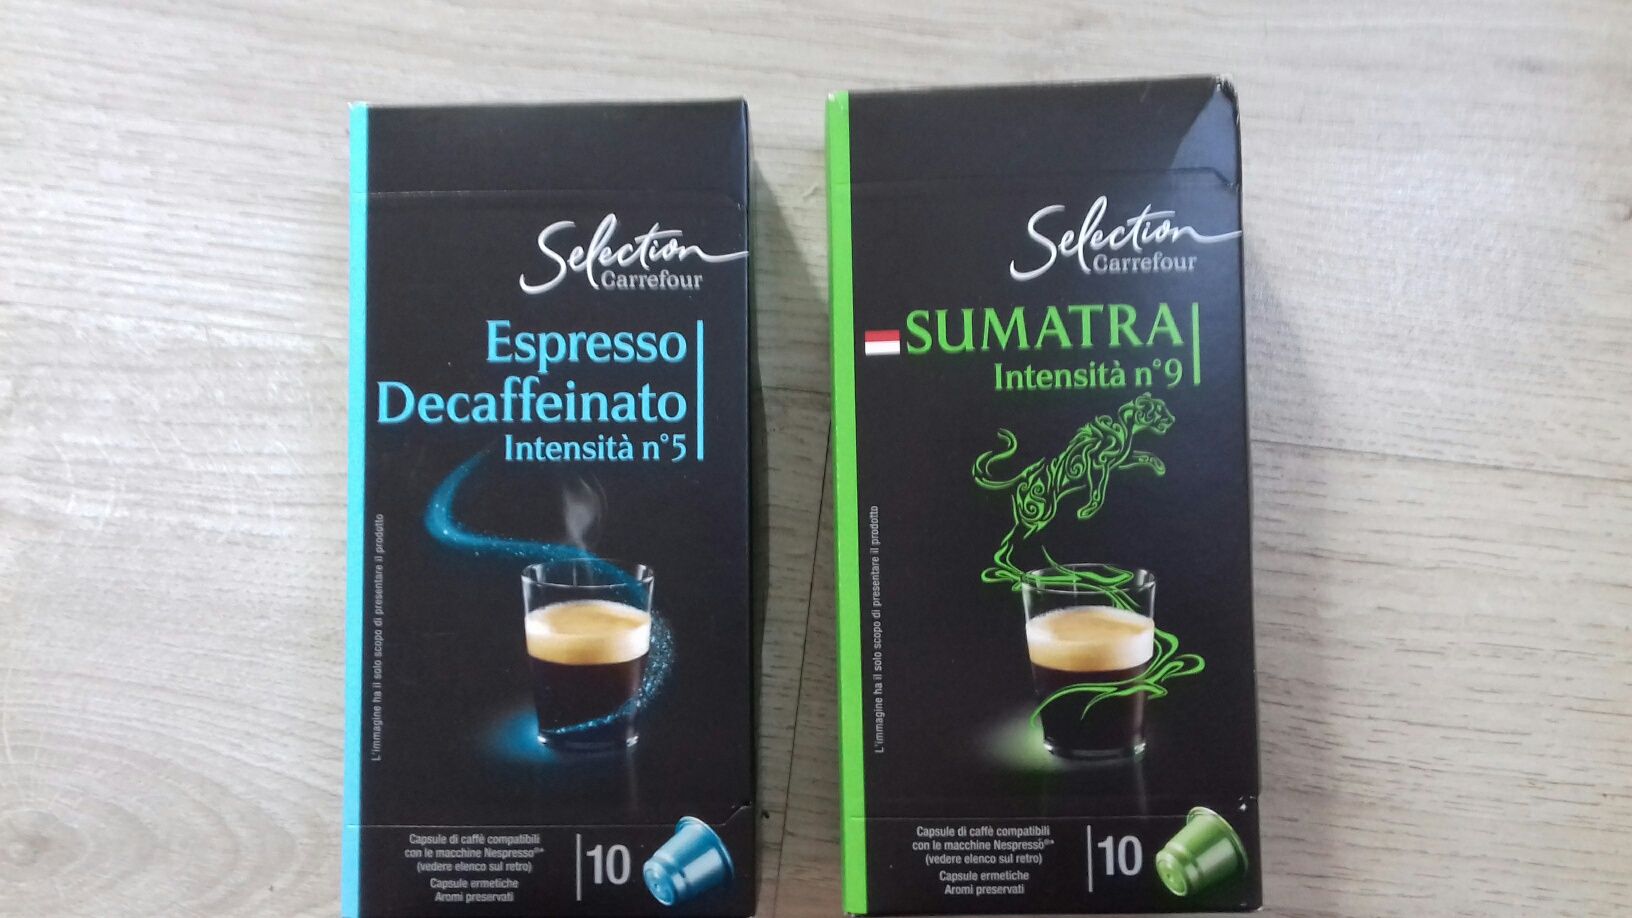 Selection
Carrefour
Espresso
Decaffeinato
Intensità n°5
L'immagine ha il solo scopo di presentare il prodotto
Capsule di caffè compatibili
con le macchine Nespresso®*
(vedere elenco sul retro)
Capsule ermetiche
Aromi preservati
10
Selection
Carrefour
SUMATRA
Intensità n°9
L'immagine ha il solo scopo di presentare il prodotto
Capsule di caffè compatibili
con le macchine Nespresso®*
(vedere elenco sul retro)
Capsule ermetiche
Aromi preservati
10